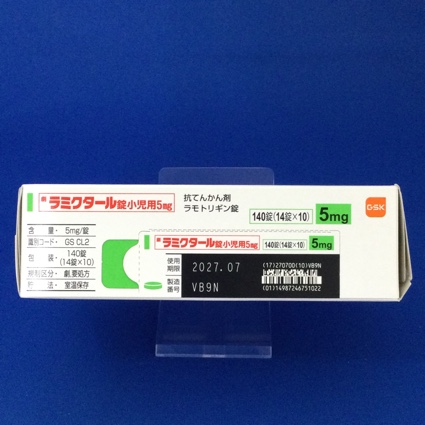 劇 ラミクタール錠小児用5mg
抗てんかん剤
ラモトリギン錠
140錠(14錠×10) 5mg
GSK
含量・5mg/錠
識別コード・GS CL2
包装・140錠
(14錠×10)
規制区分・劇、要処方
貯法・室温保存
劇 ラミクタール錠小児用5mg 140錠(14錠×10) 5mg
使用
期限 2027.07
製造
番号 VB9N
(17)270700(10)VB9N
(01)14987246751022